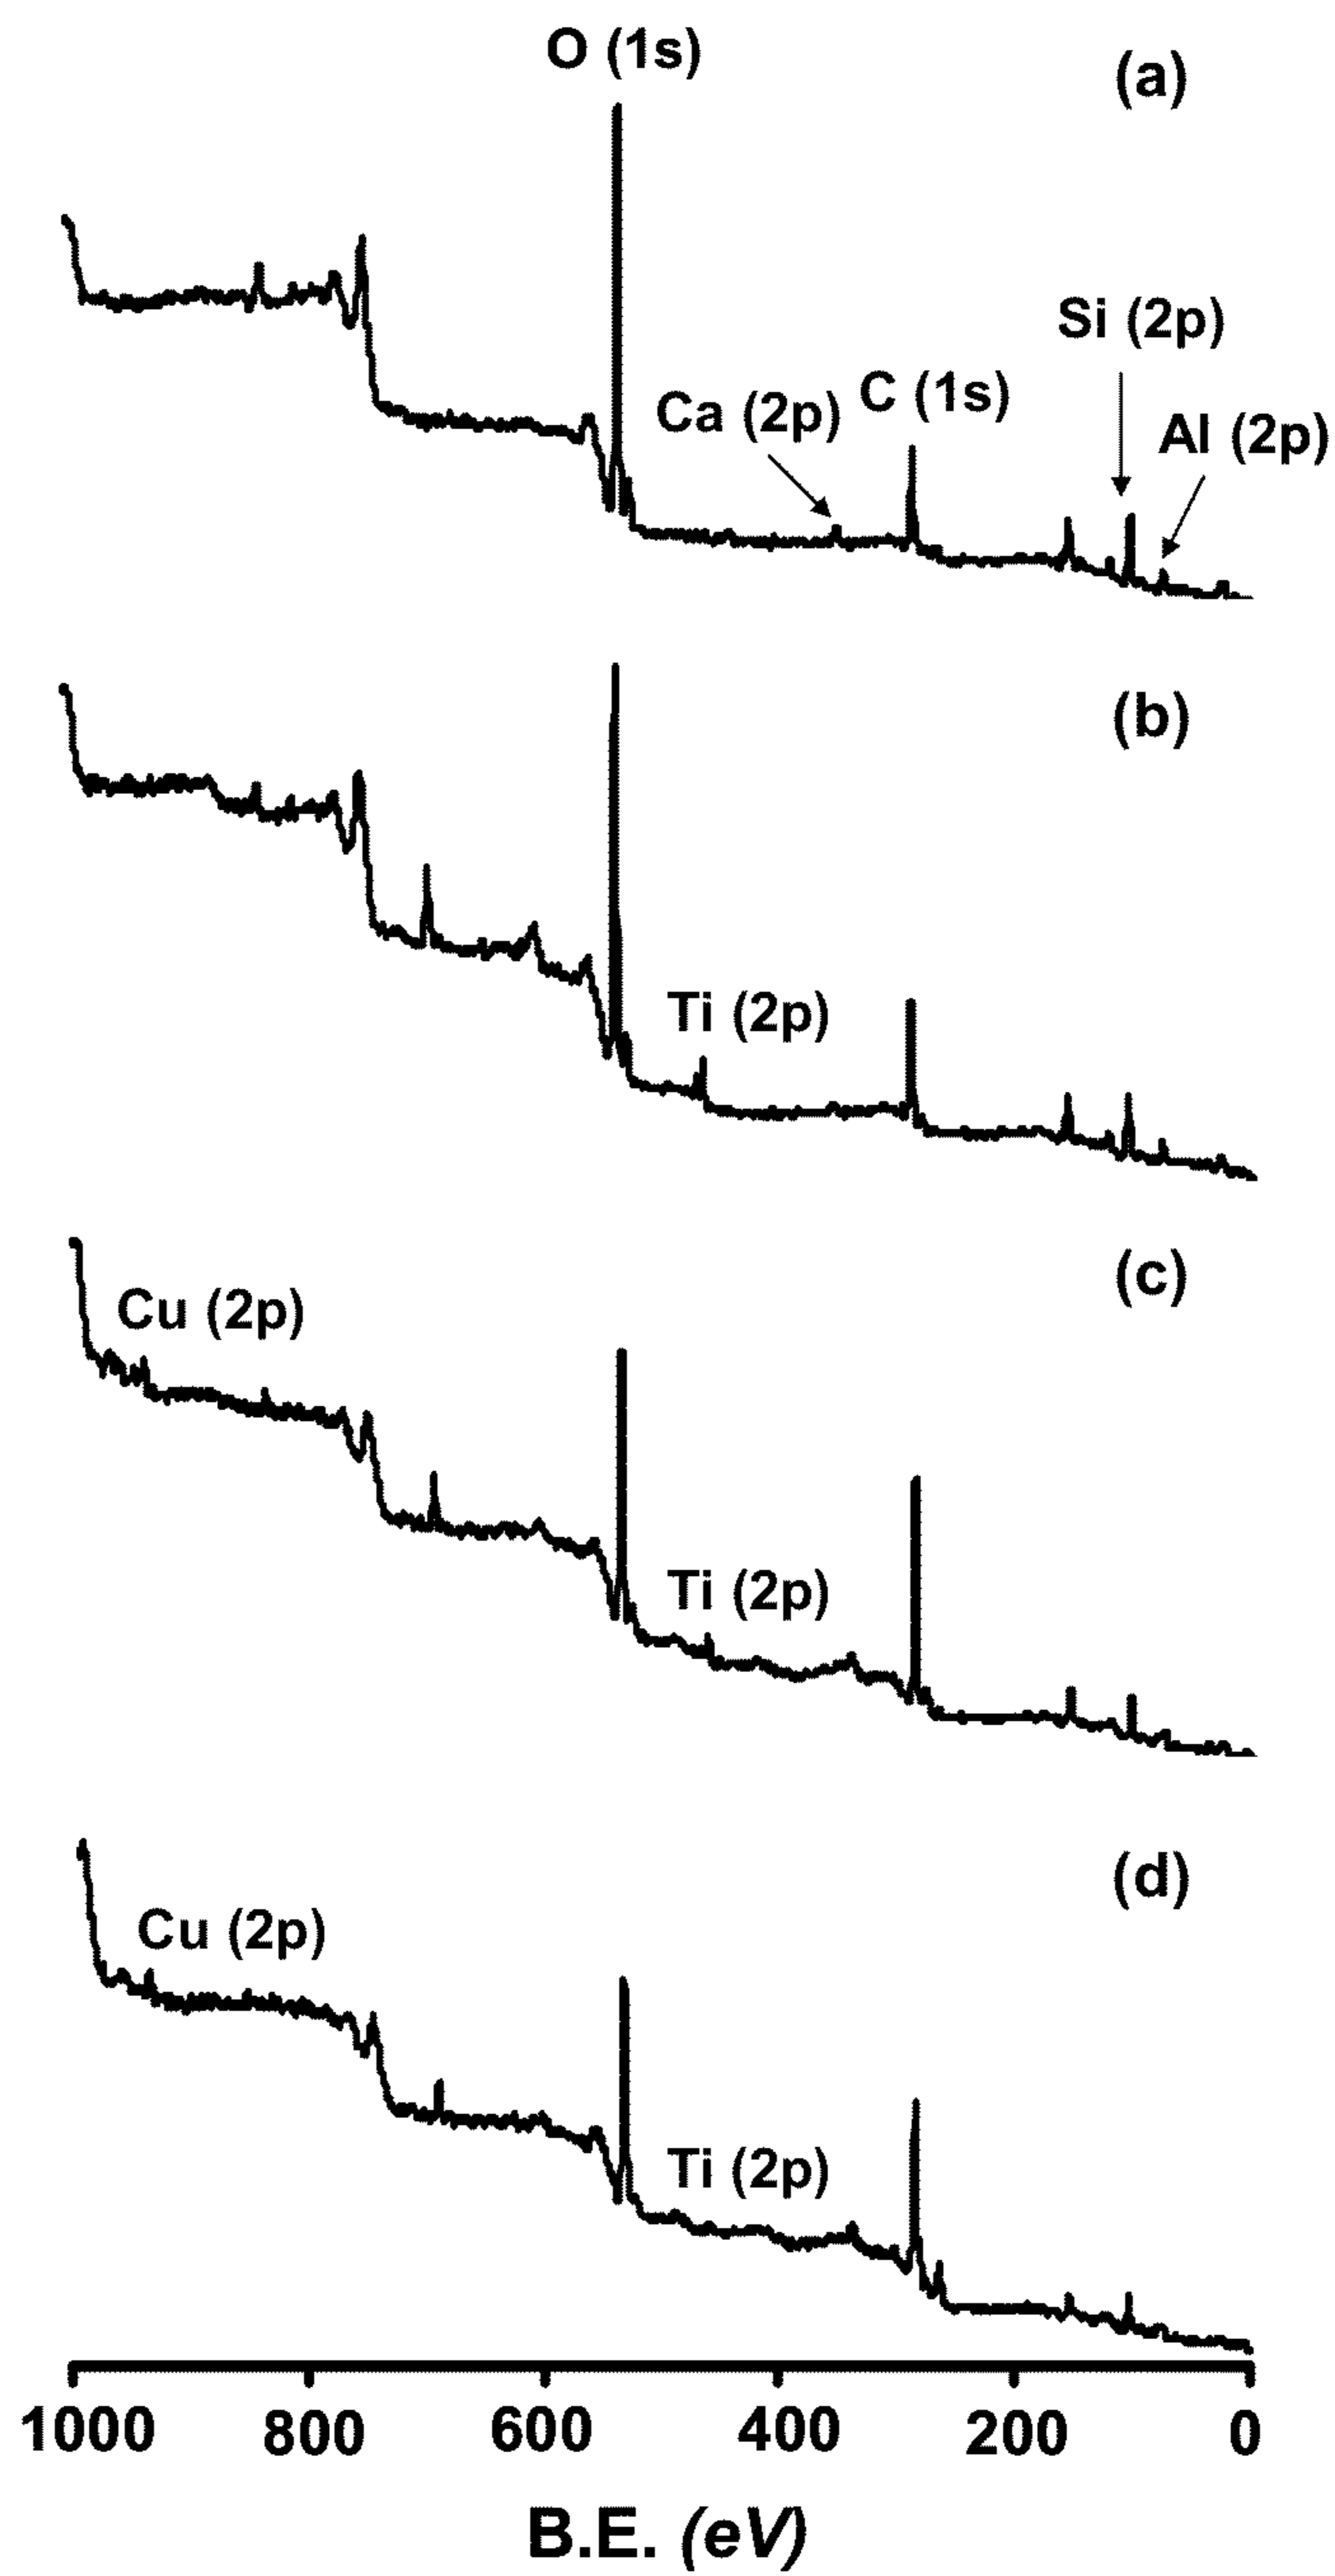 O (1s)
(a)
Si (2p)
Ca (2p)
C (1s)
Al (2p)
(b)
Ti (2p)
(c)
Cu (2p)
Ti (2p)
(d)
Cu (2p)
Ti (2p)
1000 800 600 400 200 0
B.E. (eV)